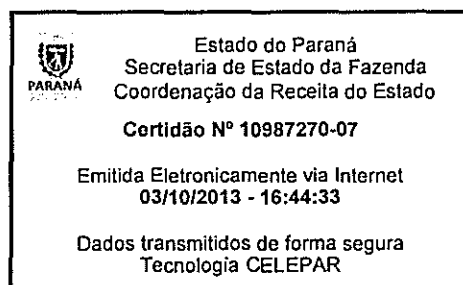 Estado do Paraná
Secretaria de Estado da Fazenda
PARANÁ
Coordenação da Receita do Estado
Certidão Nº 10987270-07
Emitida Eletronicamente via Internet
03/10/2013 - 16:44:33
Dados transmitidos de forma segura
Tecnologia CELEPAR